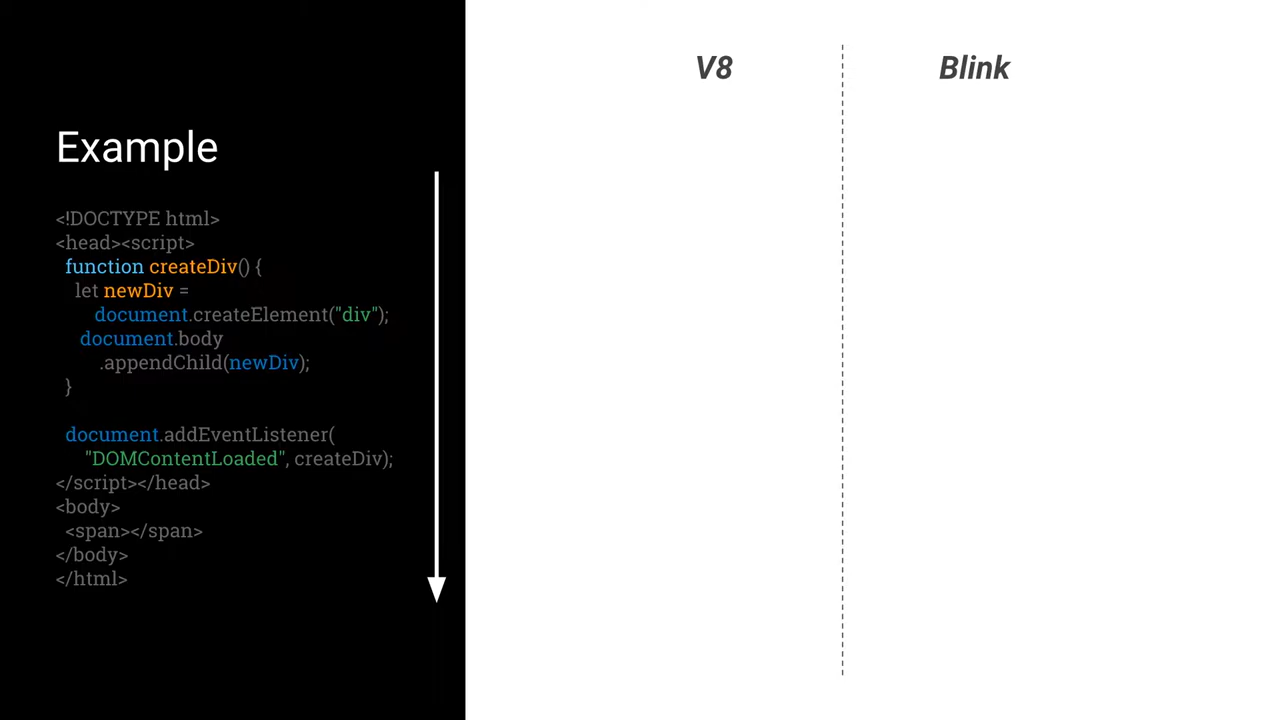 Example
<!DOCTYPE html>
<head><script>
function createDiv() {
let newDiv =
document.createElement("div");
document.body
.appendChild(newDiv);
}
document.addEventListener(
"DOMContentLoaded", createDiv);
</script></head>
<body>
<span></span>
</body>
</html>
V8
Blink